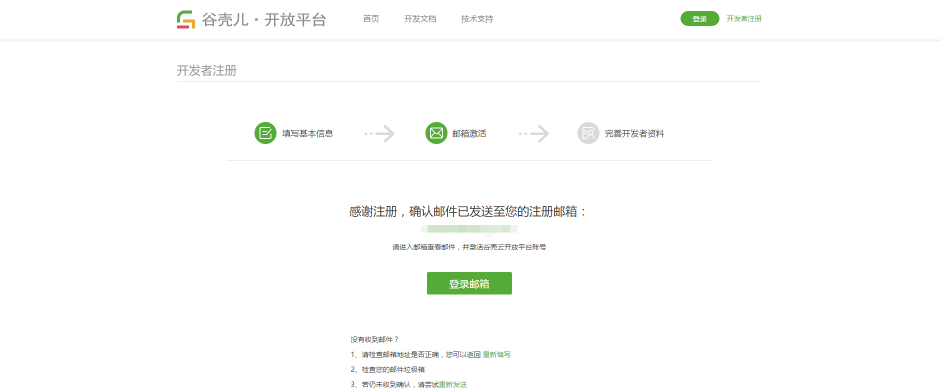 谷壳儿·开放平台 首页 开发文档 技术支持 登录 开发者注册
开发者注册
填写基本信息 邮箱激活 完善开发者资料
感谢注册，确认邮件已发送至您的注册邮箱：
请进入邮箱查看邮件，并激活谷壳云开放平台账号
登录邮箱
没有收到邮件？
1、请检查邮箱地址是否正确，您可以返回 重新填写
2、检查您的邮件垃圾箱
3、若仍未收到确认，请尝试重新发送